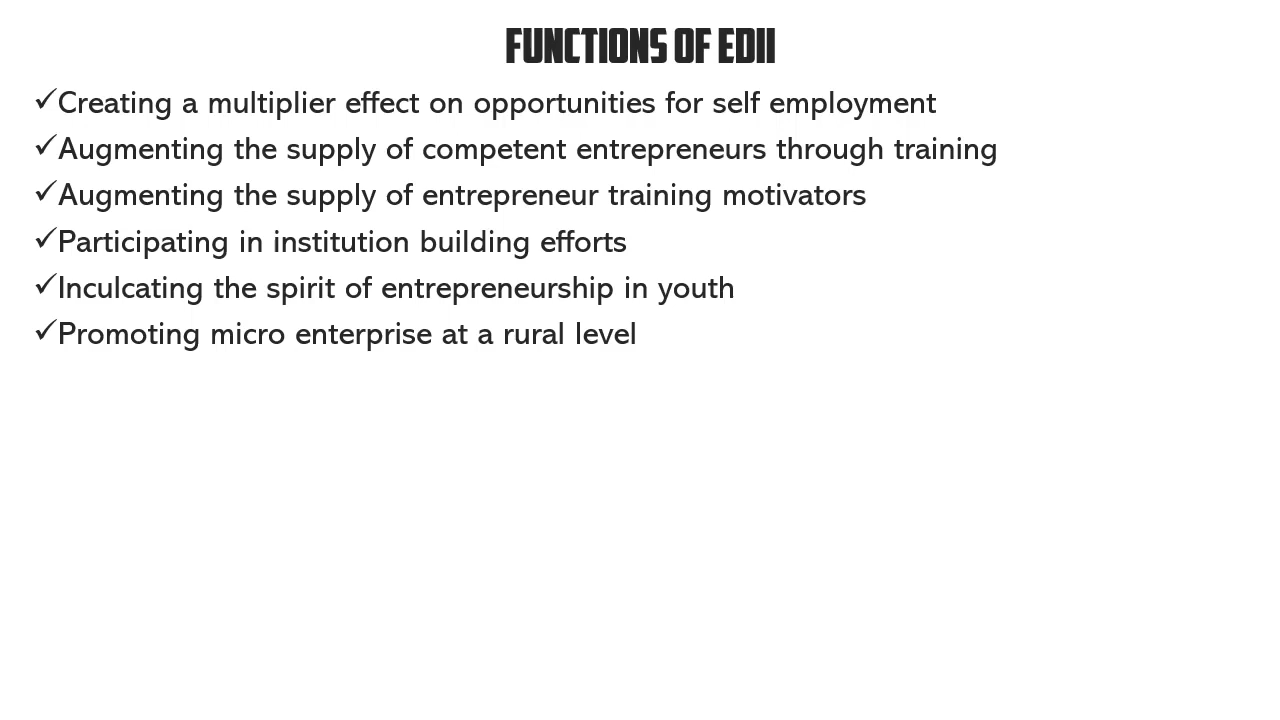 FUNCTIONS OF EDII
✓Creating a multiplier effect on opportunities for self employment
✓Augmenting the supply of competent entrepreneurs through training
✓Augmenting the supply of entrepreneur training motivators
✓Participating in institution building efforts
✓Inculcating the spirit of entrepreneurship in youth
✓Promoting micro enterprise at a rural level